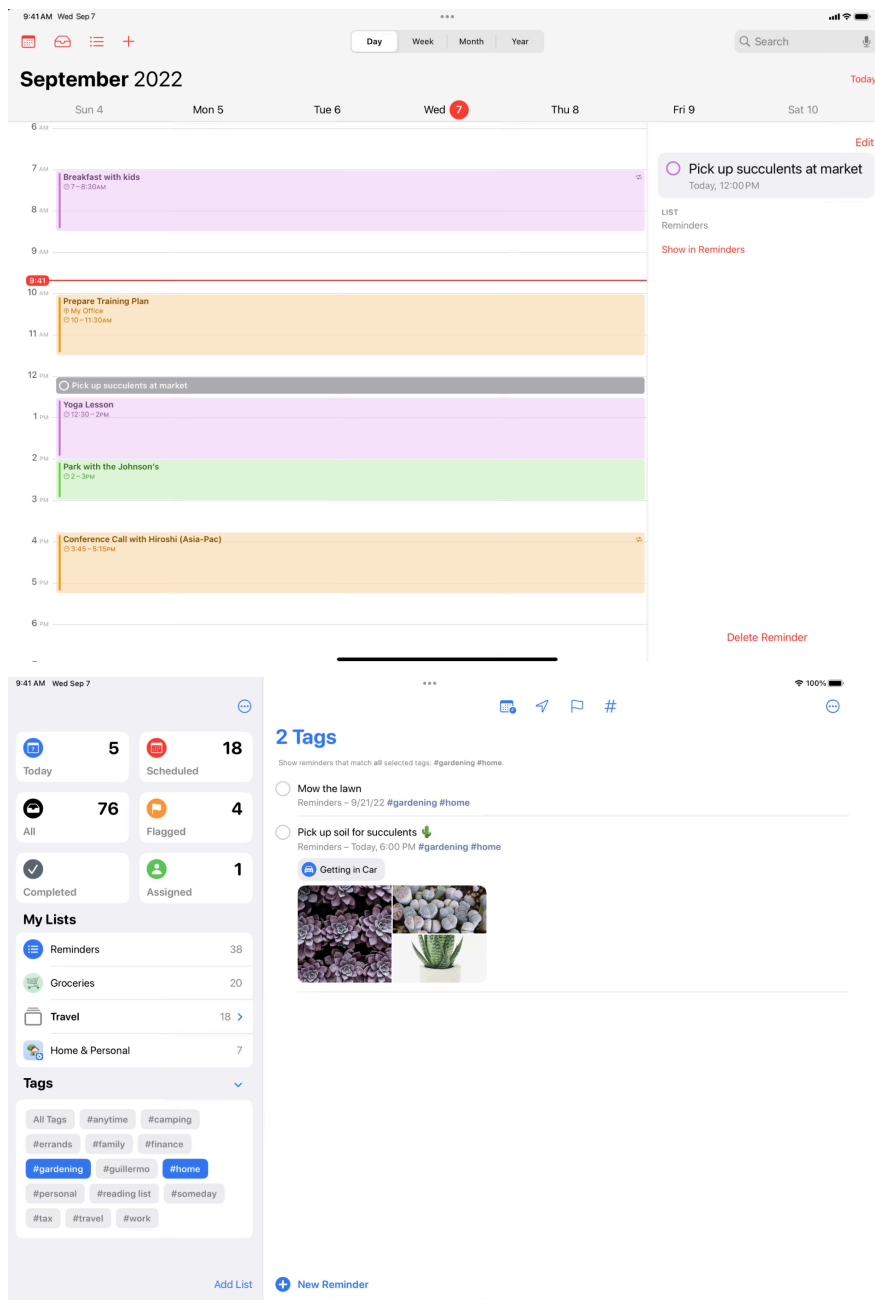 9:41 AM Wed Sep 7
Day Week Month Year
Search
September 2022
Today
Sun 4 Mon 5 Tue 6 Wed 7 Thu 8 Fri 9 Sat 10
6 AM
Edit
7 AM
Breakfast with kids
7 – 8:30AM
Pick up succulents at market
Today, 12:00 PM
8 AM
LIST
Reminders
9 AM
Show in Reminders
9:41
10 AM
Prepare Training Plan
My Office
10 – 11:30AM
11 AM
12 PM
Pick up succulents at market
Yoga Lesson
12:30 – 2PM
1 PM
2 PM
Park with the Johnson's
2 – 3PM
3 PM
4 PM
Conference Call with Hiroshi (Asia-Pac)
3:45 – 5:15PM
5 PM
6 PM
Delete Reminder
9:41 AM Wed Sep 7
100%
7
5
Today
18
Scheduled
76
All
4
Flagged
Completed
1
Assigned
My Lists
Reminders 38
Groceries 20
Travel 18
Home & Personal 7
Tags
All Tags #anytime #camping
#errands #family #finance
#gardening #guillermo #home
#personal #reading list #someday
#tax #travel #work
Add List
2 Tags
Show reminders that match all selected tags: #gardening #home.
Mow the lawn
Reminders – 9/21/22 #gardening #home
Pick up soil for succulents 🌵
Reminders – Today, 6:00 PM #gardening #home
Getting in Car
New Reminder